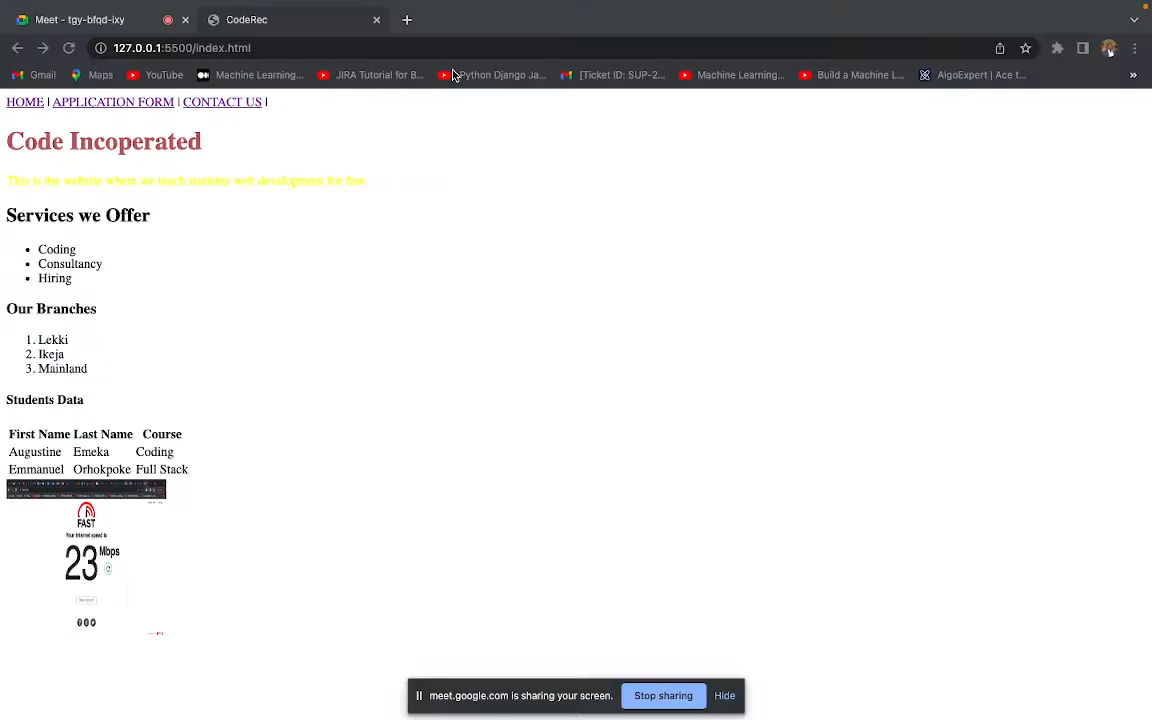 Meet - tgy-bfqd-ixy
CodeRec
127.0.0.1:5500/index.html
Gmail
Maps
YouTube
Machine Learning...
JIRA Tutorial for B...
Python Django Ja...
[Ticket ID: SUP-2...
Machine Learning...
Build a Machine L...
AlgoExpert | Ace t...
HOME | APPLICATION FORM | CONTACT US |
Code Incoperated
This is the website where we teach students web development for free
Services we Offer
• Coding
• Consultancy
• Hiring
Our Branches
1. Lekki
2. Ikeja
3. Mainland
Students Data
First Name Last Name Course
Augustine Emeka Coding
Emmanuel Orhokpoke Full Stack
FAST
Your Internet speed is
23 Mbps
meet.google.com is sharing your screen.
Stop sharing
Hide